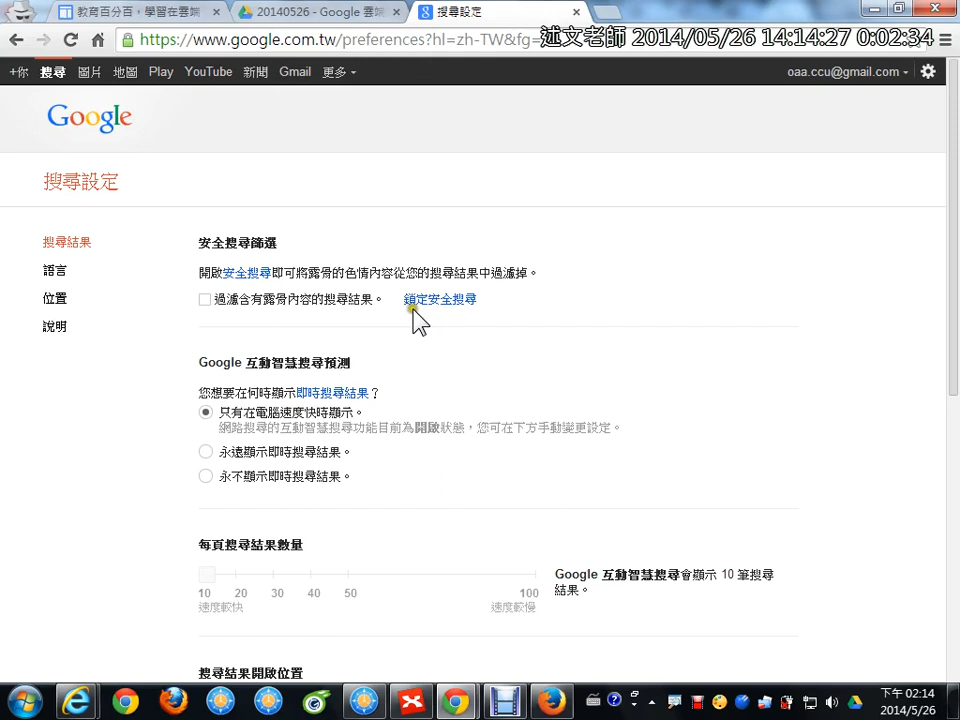 教育百分百，學習在雲端
20140526 - Google 雲端
搜尋設定
https://www.google.com.tw/preferences?hl=zh-TW&fg=
述文老師 2014/05/26 14:14:27 0:02:34
+你 搜尋 圖片 地圖 Play YouTube 新聞 Gmail 更多
oaa.ccu@gmail.com
Google
搜尋設定
搜尋結果
語言
位置
說明
安全搜尋篩選
開啟安全搜尋即可將露骨的色情內容從您的搜尋結果中過濾掉。
過濾含有露骨內容的搜尋結果。 鎖定安全搜尋
Google 互動智慧搜尋預測
您想要在何時顯示即時搜尋結果？
只有在電腦速度快時顯示。
網路搜尋的互動智慧搜尋功能目前為開啟狀態，您可在下方手動變更設定。
永遠顯示即時搜尋結果。
永不顯示即時搜尋結果。
每頁搜尋結果數量
10 20 30 40 50 100
速度較快 速度較慢
Google 互動智慧搜尋會顯示 10 筆搜尋
結果。
搜尋結果開啟位置
下午 02:14
2014/5/26